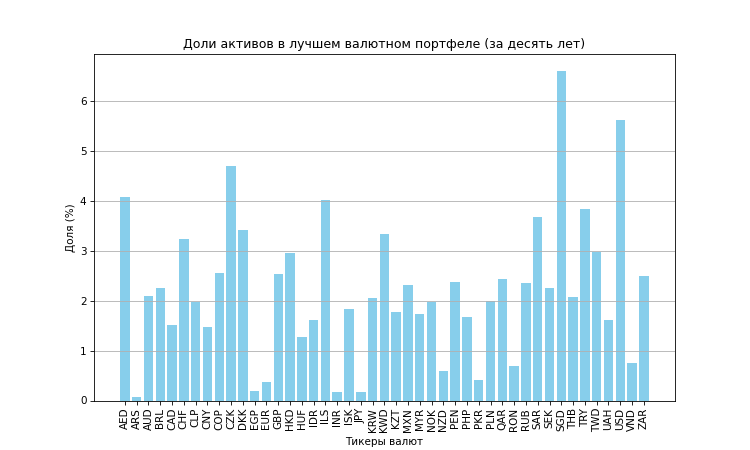 Доли активов в лучшем валютном портфеле (за десять лет)
Доля (%)
6
5
4
3
2
1
0
AED ARS AUD BRL CAD CHF CLP CNY COP CZK DKK EGP EUR GBP HKD HUF IDR ILS INR ISK JPY KRW KWD KZT MXN MYR NOK NZD PEN PHP PKR PLN QAR RON RUB SAR SEK SGD THB TRY TWD UAH USD VND ZAR
Тикеры валют